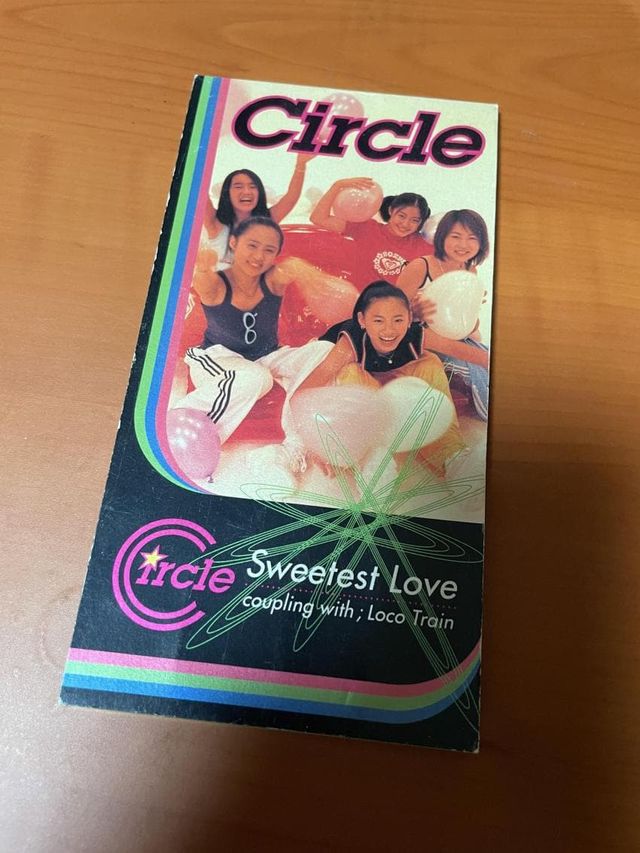 Circle
Circle
Sweetest Love
coupling with ; Loco Train